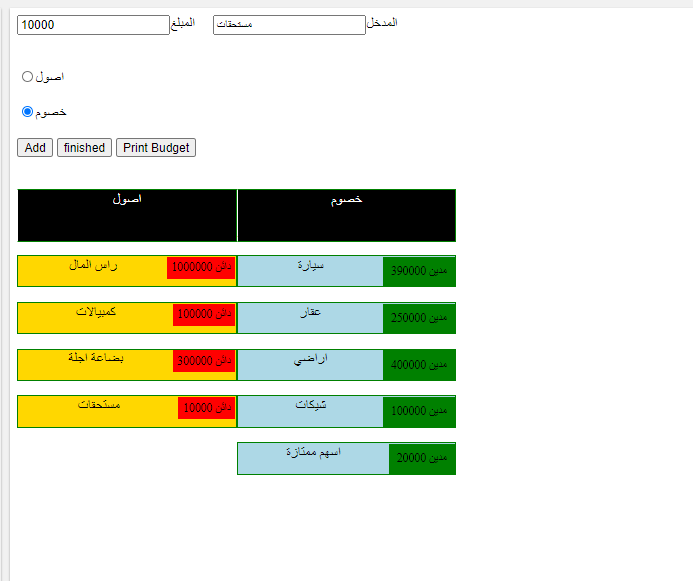 المدخل مستحقات المبلغ 10000
اصول
خصوم
Add finished Print Budget
خصوم اصول
سيارة مدين 390000 راس المال دائن 1000000
عقار مدين 250000 كمبيالات دائن 100000
اراضي مدين 400000 بضاعة اجلة دائن 300000
شيكات مدين 100000 مستحقات دائن 10000
اسهم ممتازة مدين 20000